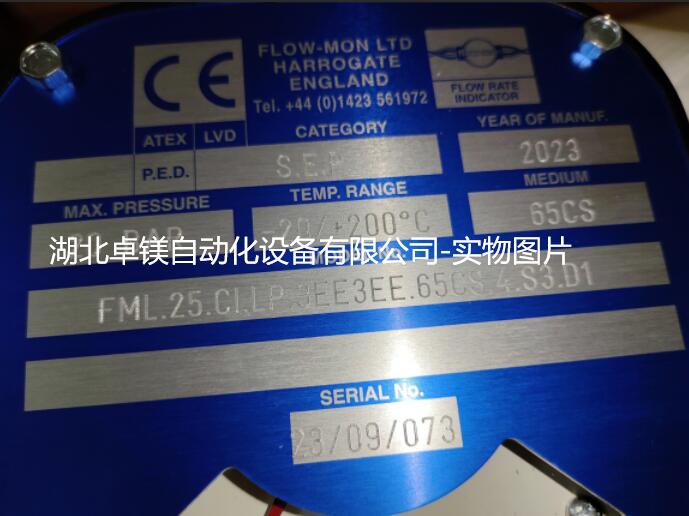 CE
FLOW-MON LTD
HARROGATE
ENGLAND
Tel. +44 (0)1423 561972
FLOW RATE
INDICATOR
ATEX LVD
P.E.D.
CATEGORY
S.E.P
YEAR OF MANUF.
2023
MAX. PRESSURE
BAR
TEMP. RANGE
-20/+200°C
MEDIUM
65CS
湖北卓镁自动化设备有限公司-实物图片
FML.25.CI.LP.3EE3EE.65CS.4.S3.D1
SERIAL No.
23/09/073